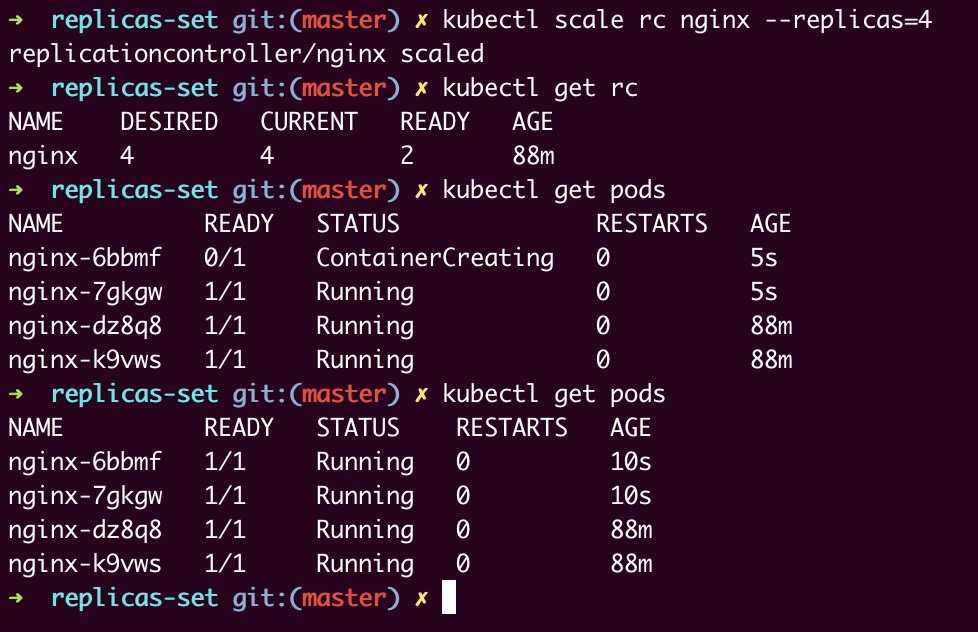 ➜  replicas-set git:(master) ✗ kubectl scale rc nginx --replicas=4
replicationcontroller/nginx scaled
➜  replicas-set git:(master) ✗ kubectl get rc
NAME    DESIRED   CURRENT   READY   AGE
nginx   4         4         2       88m
➜  replicas-set git:(master) ✗ kubectl get pods
NAME          READY   STATUS              RESTARTS   AGE
nginx-6bbmf   0/1     ContainerCreating   0          5s
nginx-7gkgw   1/1     Running             0          5s
nginx-dz8q8   1/1     Running             0          88m
nginx-k9vws   1/1     Running             0          88m
➜  replicas-set git:(master) ✗ kubectl get pods
NAME          READY   STATUS    RESTARTS   AGE
nginx-6bbmf   1/1     Running   0          10s
nginx-7gkgw   1/1     Running   0          10s
nginx-dz8q8   1/1     Running   0          88m
nginx-k9vws   1/1     Running   0          88m
➜  replicas-set git:(master) ✗